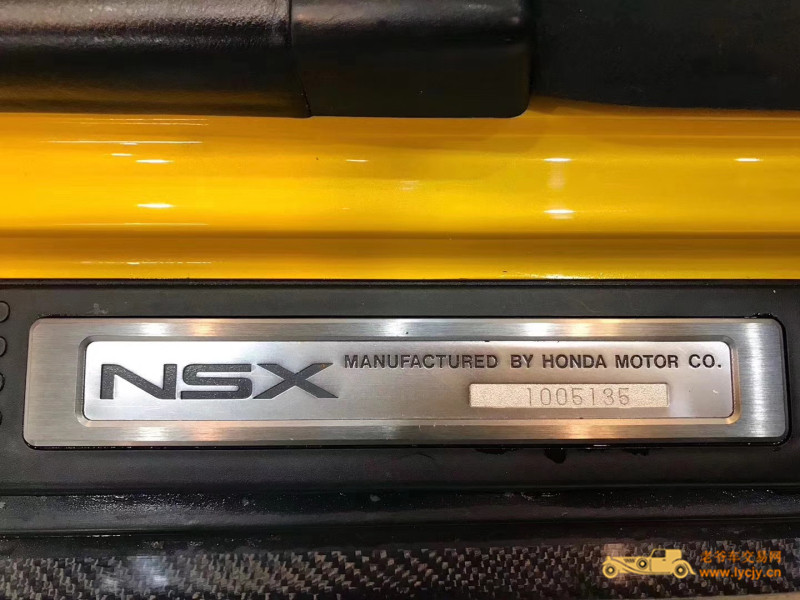 NSX MANUFACTURED BY HONDA MOTOR CO.
1005135
老爷车交易网
www.lycjy.cn